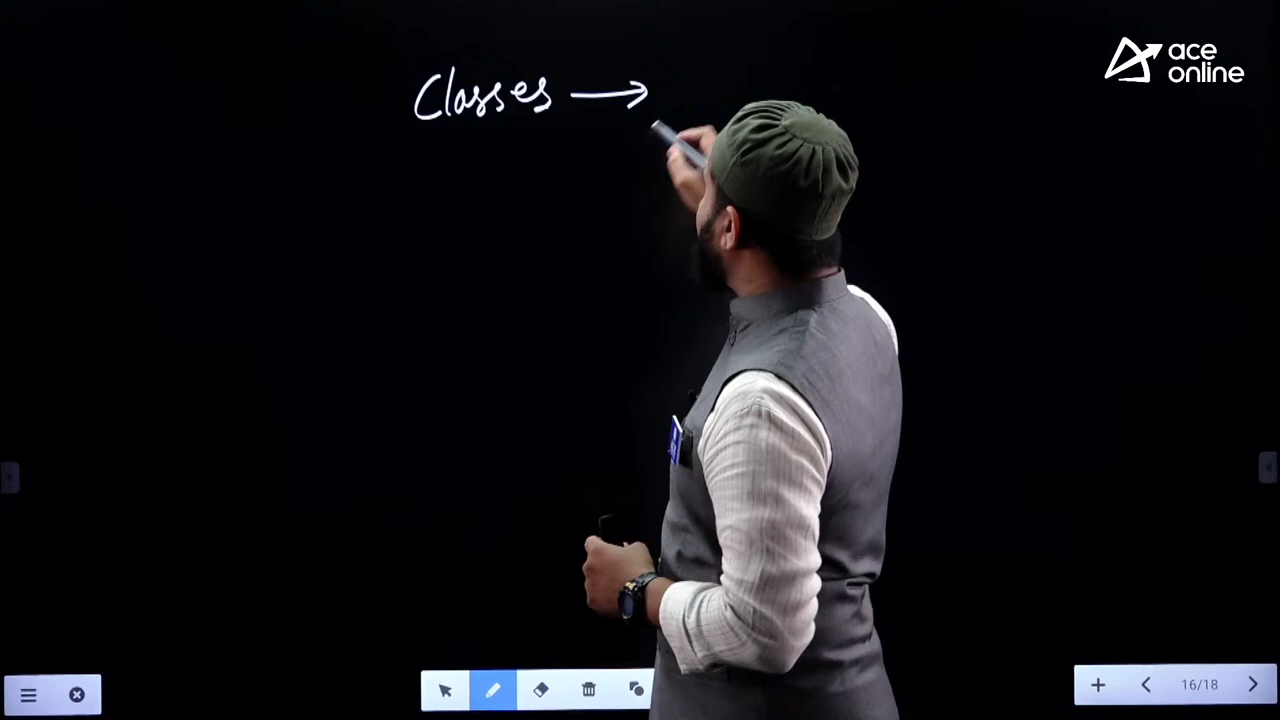 Classes →
ace
online
16/18